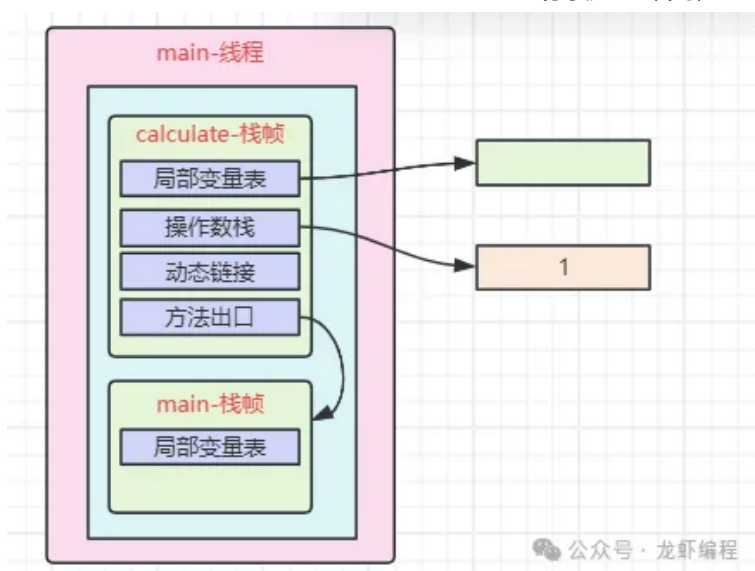 main-线程
calculate-栈帧
局部变量表
操作数栈
1
动态链接
方法出口
main-栈帧
局部变量表
公众号 · 龙虾编程